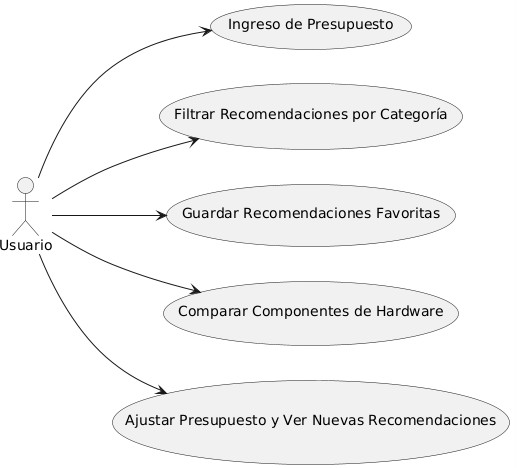 Ingreso de Presupuesto
Filtrar Recomendaciones por Categoría
Guardar Recomendaciones Favoritas
Usuario
Comparar Componentes de Hardware
Ajustar Presupuesto y Ver Nuevas Recomendaciones